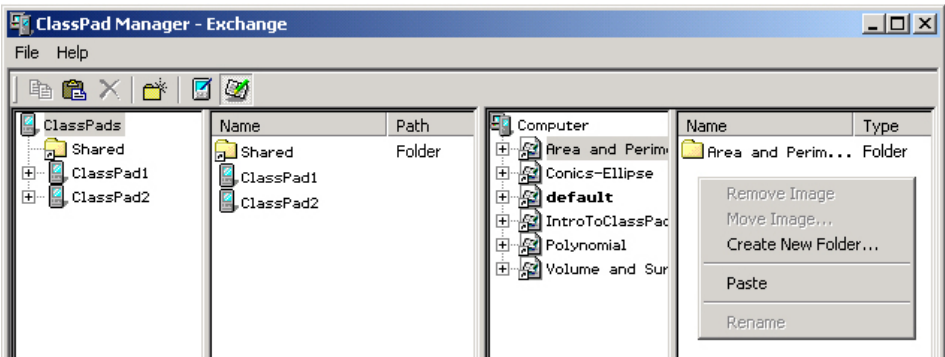 ClassPad Manager - Exchange
File Help
ClassPads
Shared
ClassPad1
ClassPad2
Name Path
Shared Folder
ClassPad1
ClassPad2
Computer
Area and Perim
Conics-Ellipse
default
IntroToClassPad
Polynomial
Volume and Sur
Name Type
Area and Perim... Folder
Remove Image
Move Image...
Create New Folder...
Paste
Rename